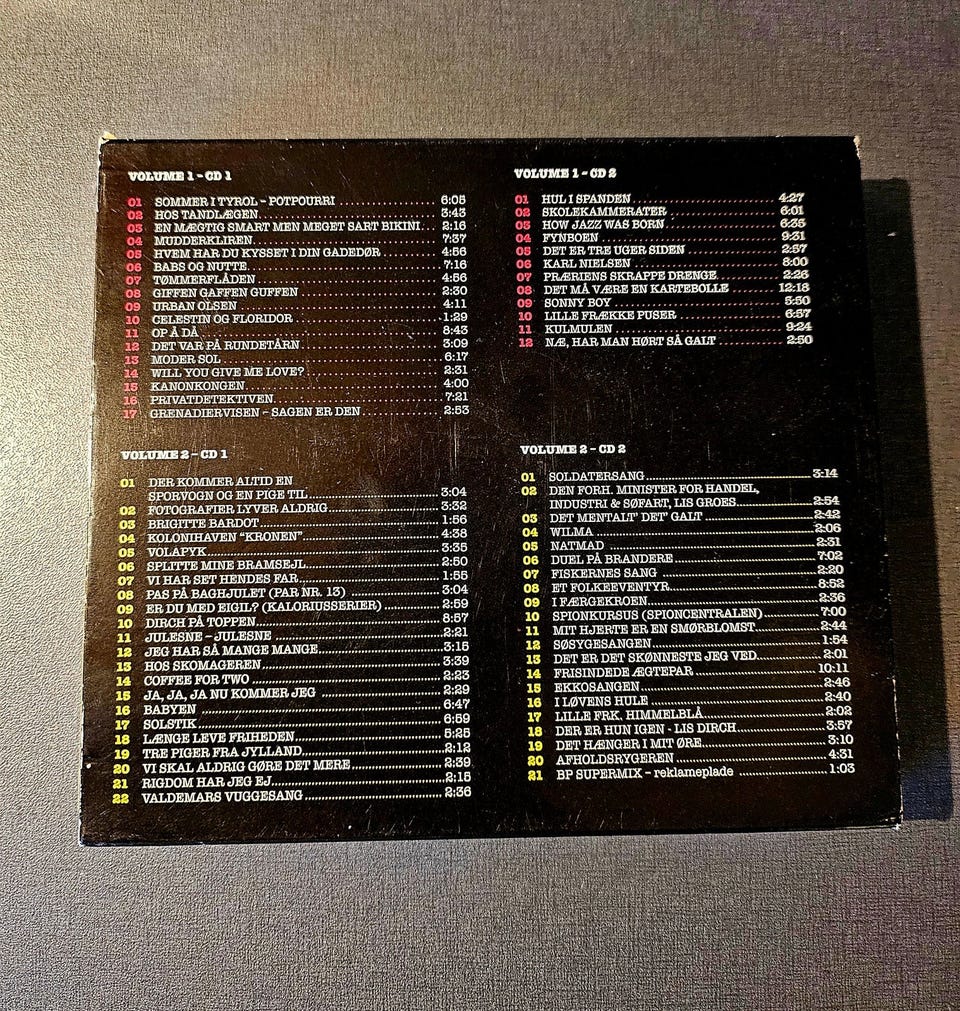 VOLUME 1 – CD 1
01 SOMMER I TYROL – POTPOURRI 6:05
02 HOS TANDLÆGEN 3:43
03 EN MÆGTIG SMART MEN MEGET SART BIKINI 2:16
04 MUDDERKLIREN 7:37
05 HVEM HAR DU KYSSET I DIN GADEDØR 4:56
06 BABS OG NUTTE 7:16
07 TØMMERFLÅDEN 4:56
08 GIFFEN GAFFEN GUFFEN 2:30
09 URBAN OLSEN 4:11
10 CELESTIN OG FLORIDOR 1:29
11 OP Å DÅ 8:43
12 DET VAR PÅ RUNDETÅRN 3:09
13 MODER SOL 6:17
14 WILL YOU GIVE ME LOVE? 2:31
15 KANONKONGEN 4:00
16 PRIVATDETEKTIVEN 7:21
17 GRENADIERVISEN – SAGEN ER DEN 2:53
VOLUME 1 – CD 2
01 HUL I SPANDEN 4:27
02 SKOLEKAMMERATER 6:01
03 HOW JAZZ WAS BORN 6:35
04 FYNBOEN 9:31
05 DET ER TRE UGER SIDEN 2:57
06 KARL NIELSEN 8:00
07 PRÆRIENS SKRAPPE DRENGE 2:26
08 DET MÅ VÆRE EN KARTEBOLLE 12:18
09 SONNY BOY 5:50
10 LILLE FRÆKKE PUSER 6:57
11 KULMULEN 9:24
12 NÆ, HAR MAN HØRT SÅ GALT 2:50
VOLUME 2 – CD 1
01 DER KOMMER ALTID EN
SPORVOGN OG EN PIGE TIL 3:04
02 FOTOGRAFIER LYVER ALDRIG 3:32
03 BRIGITTE BARDOT 1:56
04 KOLONIHAVEN “KRONEN” 4:38
05 VOLAPYK 3:35
06 SPLITTE MINE BRAMSEJL 2:50
07 VI HAR SET HENDES FAR 1:55
08 PAS PÅ BAGHJULET (PAR NR. 13) 3:04
09 ER DU MED EIGIL? (KALORIUSSERIER) 2:59
10 DIRCH PÅ TOPPEN 8:57
11 JULESNE – JULESNE 2:21
12 JEG HAR SÅ MANGE MANGE 3:15
13 HOS SKOMAGEREN 3:39
14 COFFEE FOR TWO 2:23
15 JA, JA, JA NU KOMMER JEG 2:29
16 BABYEN 6:47
17 SOLSTIK 6:59
18 LÆNGE LEVE FRIHEDEN 5:25
19 TRE PIGER FRA JYLLAND 2:12
20 VI SKAL ALDRIG GØRE DET MERE 2:39
21 RIGDOM HAR JEG EJ 2:15
22 VALDEMARS VUGGESANG 2:36
VOLUME 2 – CD 2
01 SOLDATERSANG 3:14
02 DEN FORH. MINISTER FOR HANDEL,
INDUSTRI & SØFART, LIS GROES 2:54
03 DET MENTALT' DET' GALT 2:42
04 WILMA 2:06
05 NATMAD 2:31
06 DUEL PÅ BRANDERE 7:02
07 FISKERNES SANG 2:20
08 ET FOLKEEVENTYR 8:52
09 I FÆRGEKROEN 2:36
10 SPIONKURSUS (SPIONCENTRALEN) 7:00
11 MIT HJERTE ER EN SMØRBLOMST 2:44
12 SØSYGESANGEN 1:54
13 DET ER DET SKØNNESTE JEG VED 2:01
14 FRISINDEDE ÆGTEPAR 10:11
15 EKKOSANGEN 2:46
16 I LØVENS HULE 2:40
17 LILLE FRK. HIMMELBLÅ 2:02
18 DER ER HUN IGEN - LIS DIRCH 3:57
19 DET HÆNGER I MIT ØRE 3:10
20 AFHOLDSRYGEREN 4:31
21 BP SUPERMIX – reklameplade 1:03